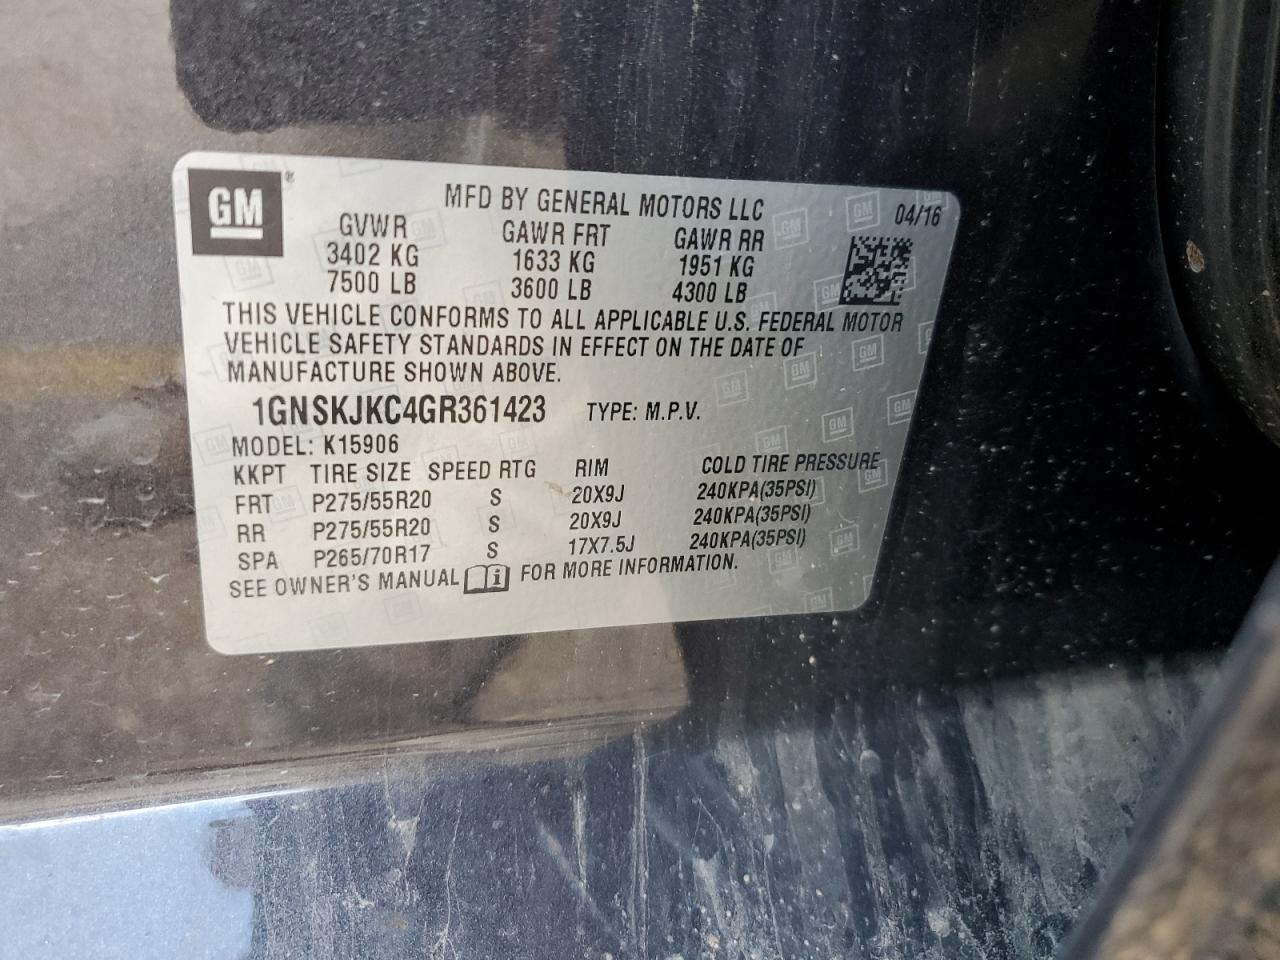 GM®
MFD BY GENERAL MOTORS LLC
04/16
GVWR GAWR FRT GAWR RR
3402 KG 1633 KG 1951 KG
7500 LB 3600 LB 4300 LB
THIS VEHICLE CONFORMS TO ALL APPLICABLE U.S. FEDERAL MOTOR
VEHICLE SAFETY STANDARDS IN EFFECT ON THE DATE OF
MANUFACTURE SHOWN ABOVE.
1GNSKJKC4GR361423 TYPE: M.P.V.
MODEL: K15906
KKPT TIRE SIZE SPEED RTG RIM COLD TIRE PRESSURE
FRT P275/55R20 S 20X9J 240KPA(35PSI)
RR P275/55R20 S 20X9J 240KPA(35PSI)
SPA P265/70R17 S 17X7.5J 240KPA(35PSI)
SEE OWNER'S MANUAL i FOR MORE INFORMATION.